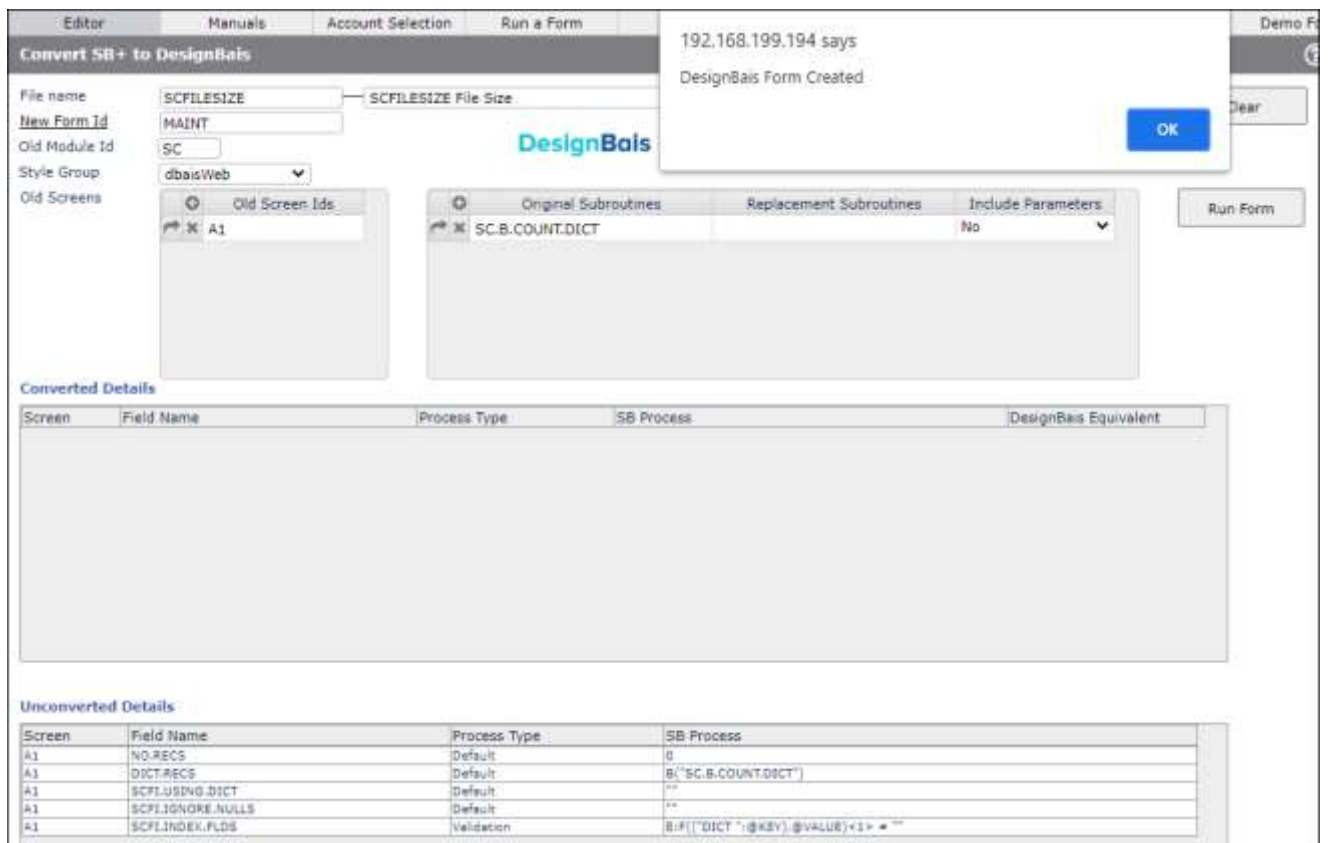 Editor Manuals Account Selection Run a Form Demo Fo
192.168.199.194 says
DesignBais Form Created
OK
Convert SB+ to DesignBais
File name SCFILESIZE SCFILESIZE File Size Clear
New Form Id MAINT
Old Module Id SC
DesignBais
Style Group dbaisWeb
Old Screens Old Screen Ids Original Subroutines Replacement Subroutines Include Parameters Run Form
A1 SC.B.COUNT.DICT No
Converted Details
Screen Field Name Process Type SB Process DesignBais Equivalent
Unconverted Details
Screen Field Name Process Type SB Process
A1 NO.RECS Default 0
A1 DICT.RECS Default B("SC.B.COUNT.DICT")
A1 SCFI.USING.DICT Default ""
A1 SCFI.IGNORE.NULLS Default ""
A1 SCFI.INDEX.FLDS Validation